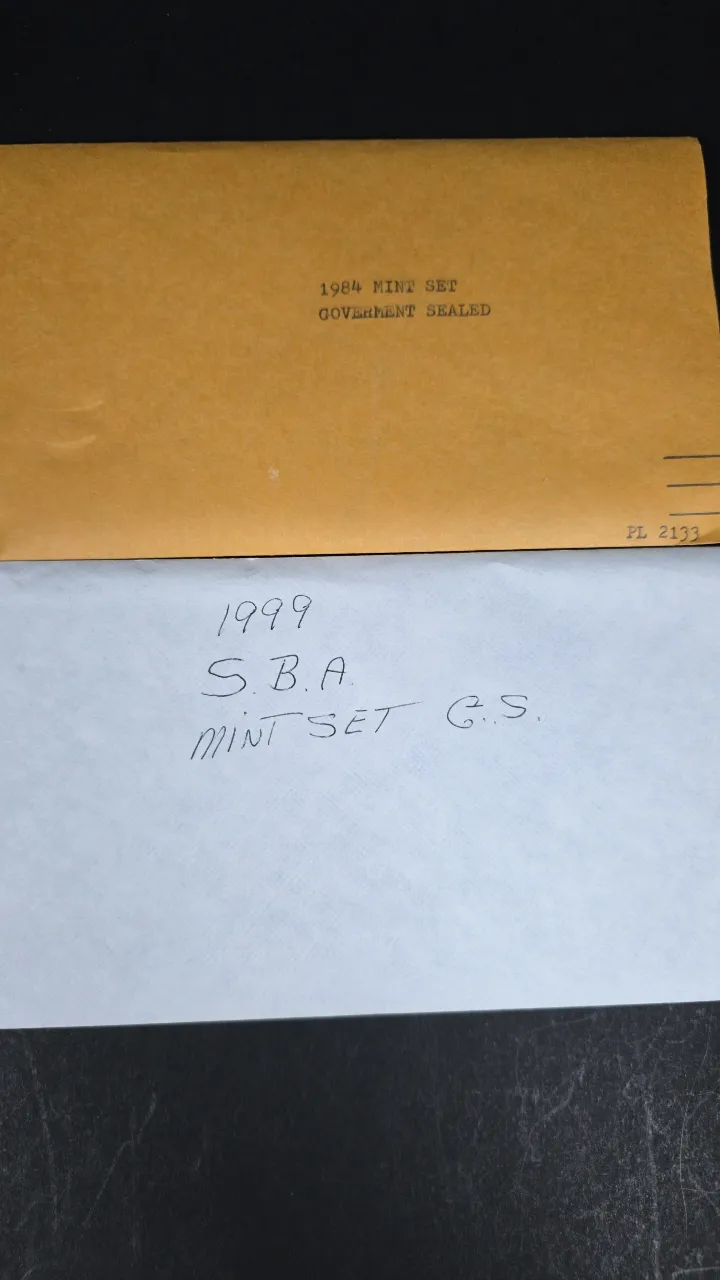 1984 MINT SET
GOVERMENT SEALED
PL 2133
1999
S.B.A.
MINT SET G.S.